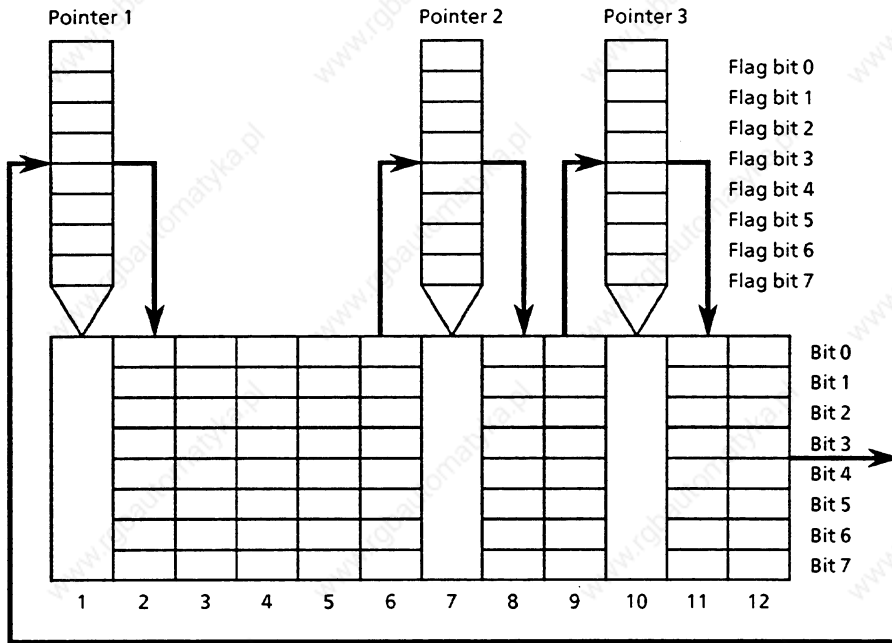 Pointer 1
Pointer 2
Pointer 3
Flag bit 0
Flag bit 1
Flag bit 2
Flag bit 3
Flag bit 4
Flag bit 5
Flag bit 6
Flag bit 7
Bit 0
Bit 1
Bit 2
Bit 3
Bit 4
Bit 5
Bit 6
Bit 7
1 2 3 4 5 6 7 8 9 10 11 12
www.rgbautomatyka.pl